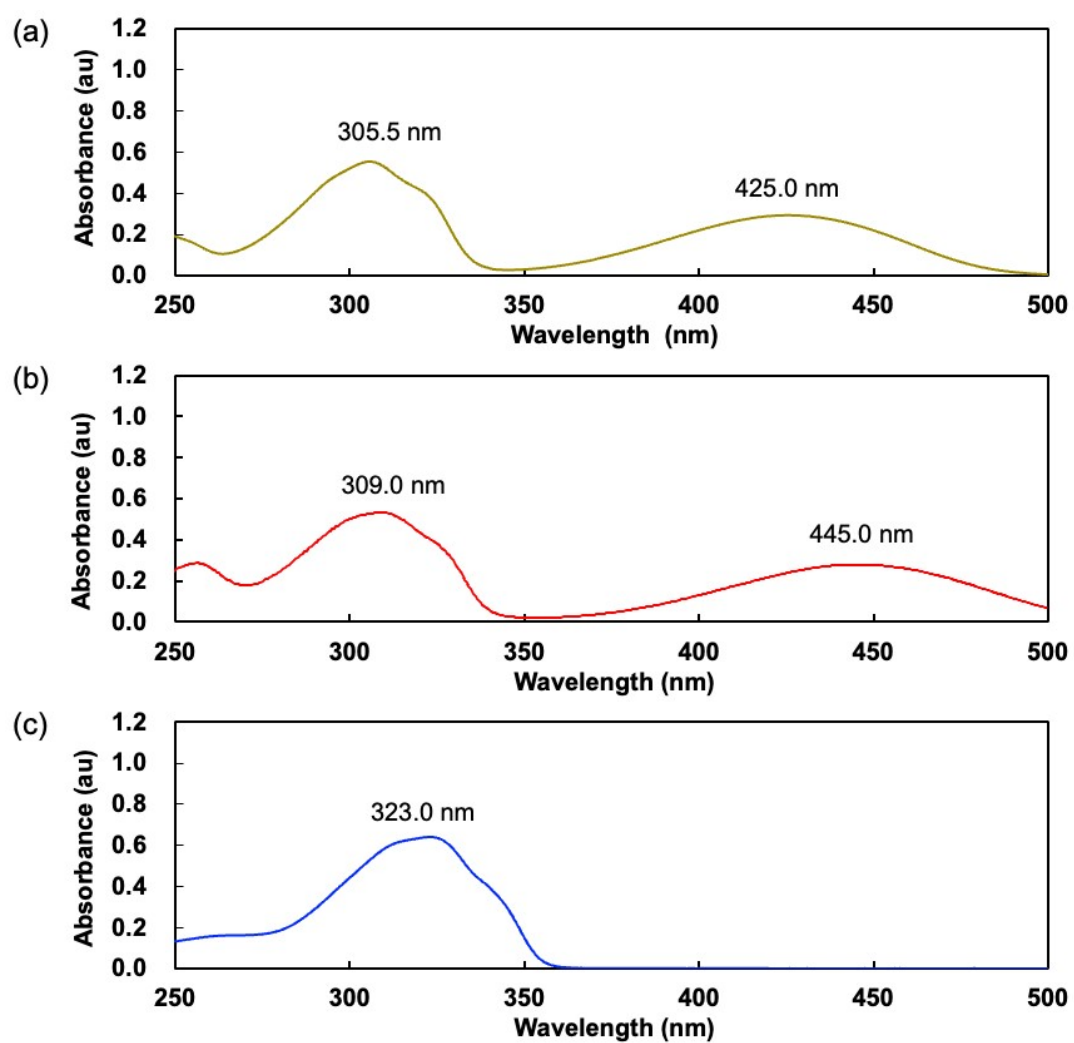 (a)
1.2
1.0
0.8
0.6
0.4
0.2
0.0
Absorbance (au)
305.5 nm
425.0 nm
250 300 350 400 450 500
Wavelength (nm)
(b)
1.2
1.0
0.8
0.6
0.4
0.2
0.0
Absorbance (au)
309.0 nm
445.0 nm
250 300 350 400 450 500
Wavelength (nm)
(c)
1.2
1.0
0.8
0.6
0.4
0.2
0.0
Absorbance (au)
323.0 nm
250 300 350 400 450 500
Wavelength (nm)